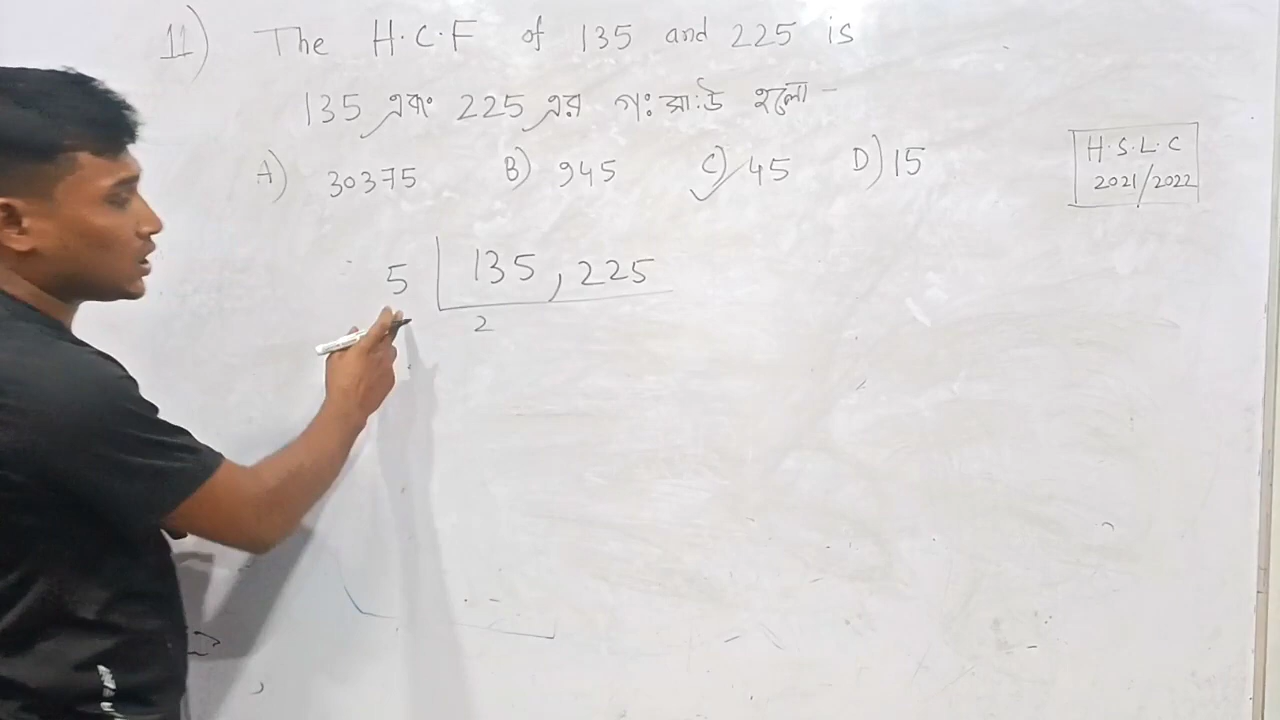 11) The H.C.F of 135 and 225 is
135 এবং 225 এর গঃসাঃউ হলো -
A) 30375 B) 945 C) 45 D) 15
H.S.L.C
2021/2022
5 135, 225
2